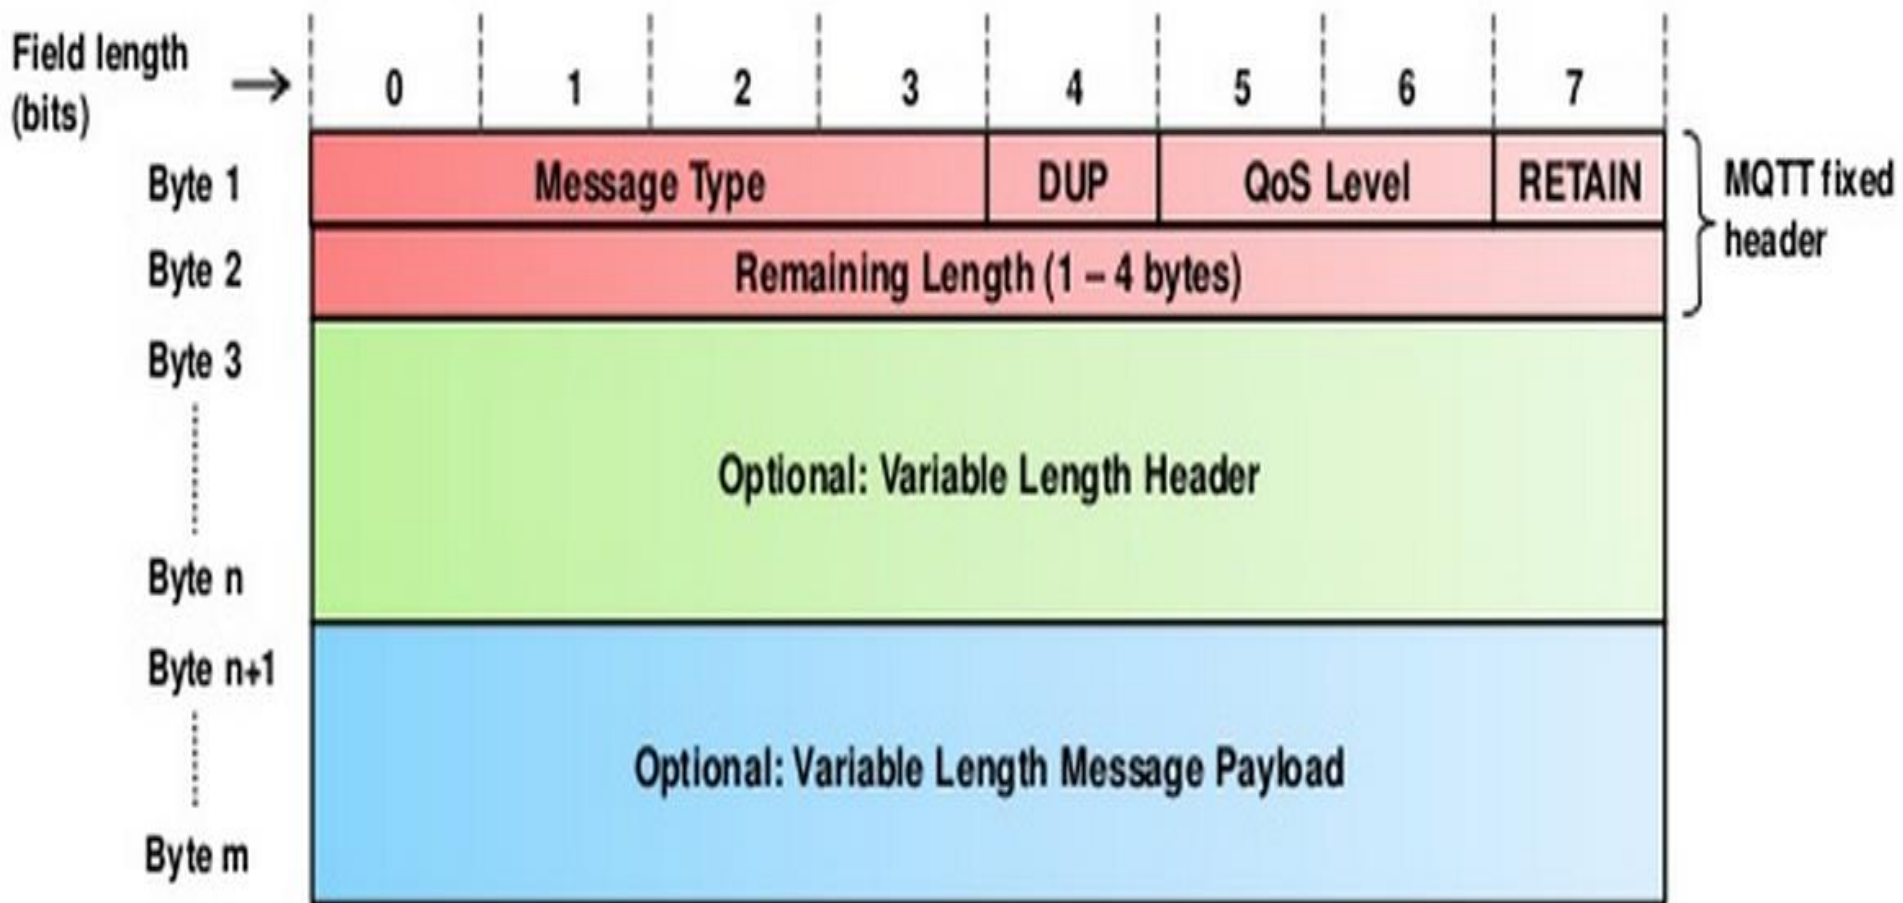 Field length
(bits)
0 1 2 3 4 5 6 7
Byte 1
Message Type
DUP
QoS Level
RETAIN
MQTT fixed
header
Byte 2
Remaining Length (1 – 4 bytes)
Byte 3
Optional: Variable Length Header
Byte n
Byte n+1
Optional: Variable Length Message Payload
Byte m